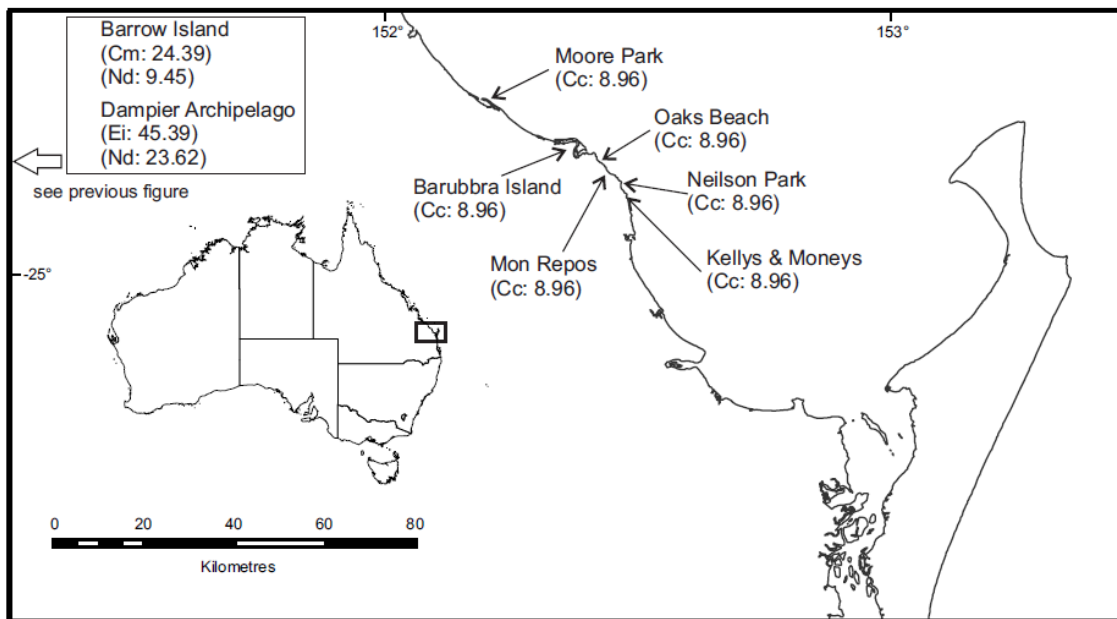 152°
153°
Barrow Island
(Cm: 24.39)
(Nd: 9.45)
Dampier Archipelago
(Ei: 45.39)
(Nd: 23.62)
see previous figure
Moore Park
(Cc: 8.96)
Oaks Beach
(Cc: 8.96)
Barubbra Island
(Cc: 8.96)
Neilson Park
(Cc: 8.96)
Mon Repos
(Cc: 8.96)
Kellys & Moneys
(Cc: 8.96)
-25°
0 20 40 60 80
Kilometres